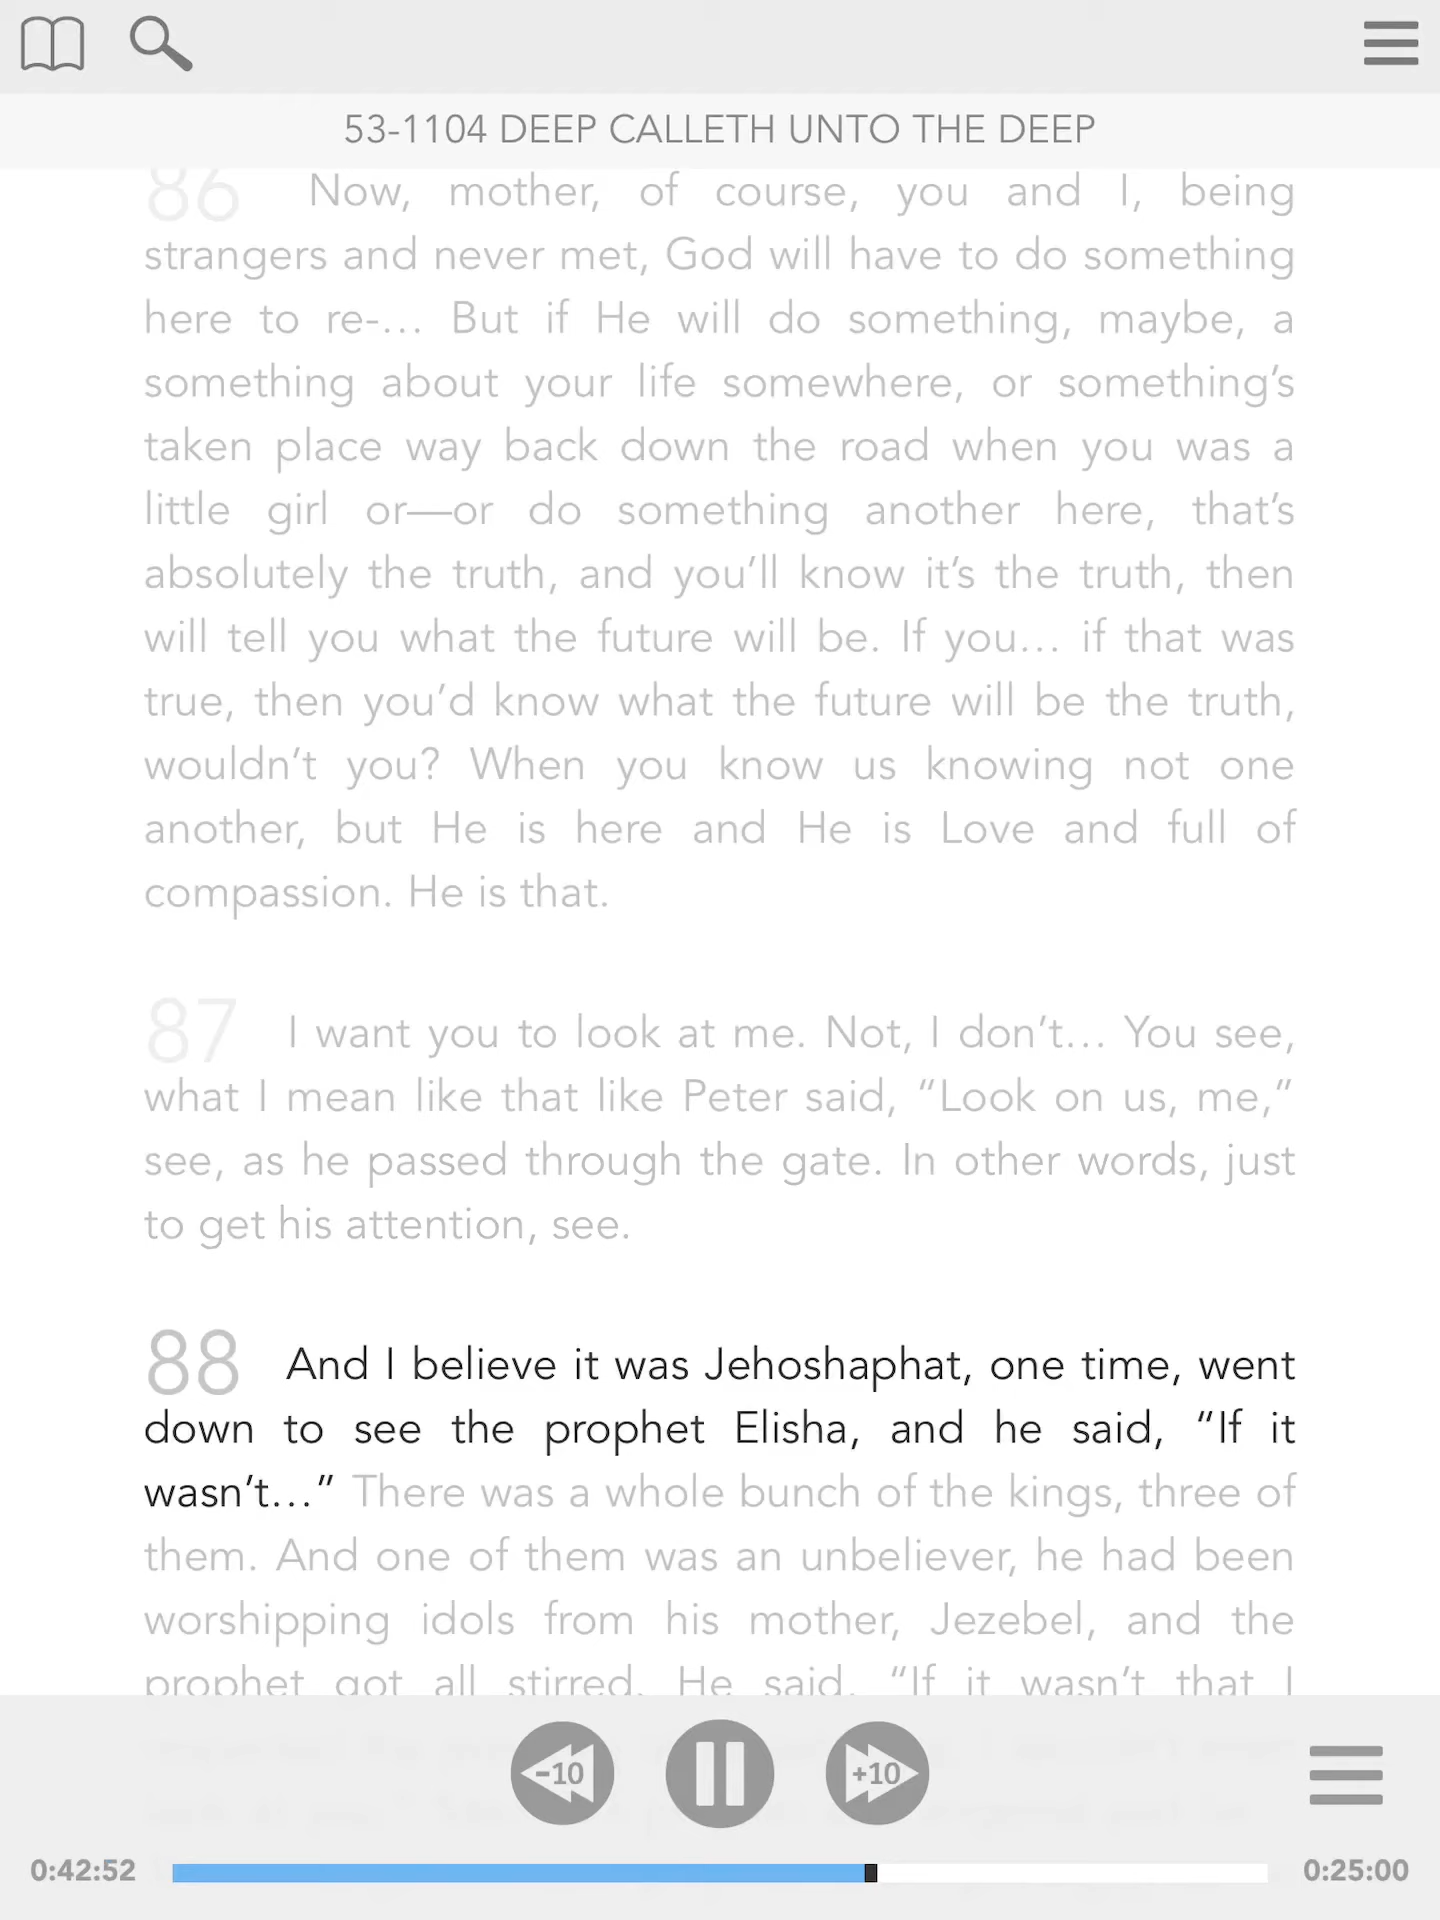 53-1104 DEEP CALLETH UNTO THE DEEP
86 Now, mother, of course, you and I, being
strangers and never met, God will have to do something
here to re-… But if He will do something, maybe, a
something about your life somewhere, or something’s
taken place way back down the road when you was a
little girl or—or do something another here, that’s
absolutely the truth, and you’ll know it’s the truth, then
will tell you what the future will be. If you… if that was
true, then you’d know what the future will be the truth,
wouldn’t you? When you know us knowing not one
another, but He is here and He is Love and full of
compassion. He is that.
87 I want you to look at me. Not, I don’t… You see,
what I mean like that like Peter said, “Look on us, me,”
see, as he passed through the gate. In other words, just
to get his attention, see.
88 And I believe it was Jehoshaphat, one time, went
down to see the prophet Elisha, and he said, “If it
wasn’t…” There was a whole bunch of the kings, three of
them. And one of them was an unbeliever, he had been
worshipping idols from his mother, Jezebel, and the
prophet got all stirred. He said, “If it wasn’t that I
-10 +10
0:42:52 0:25:00